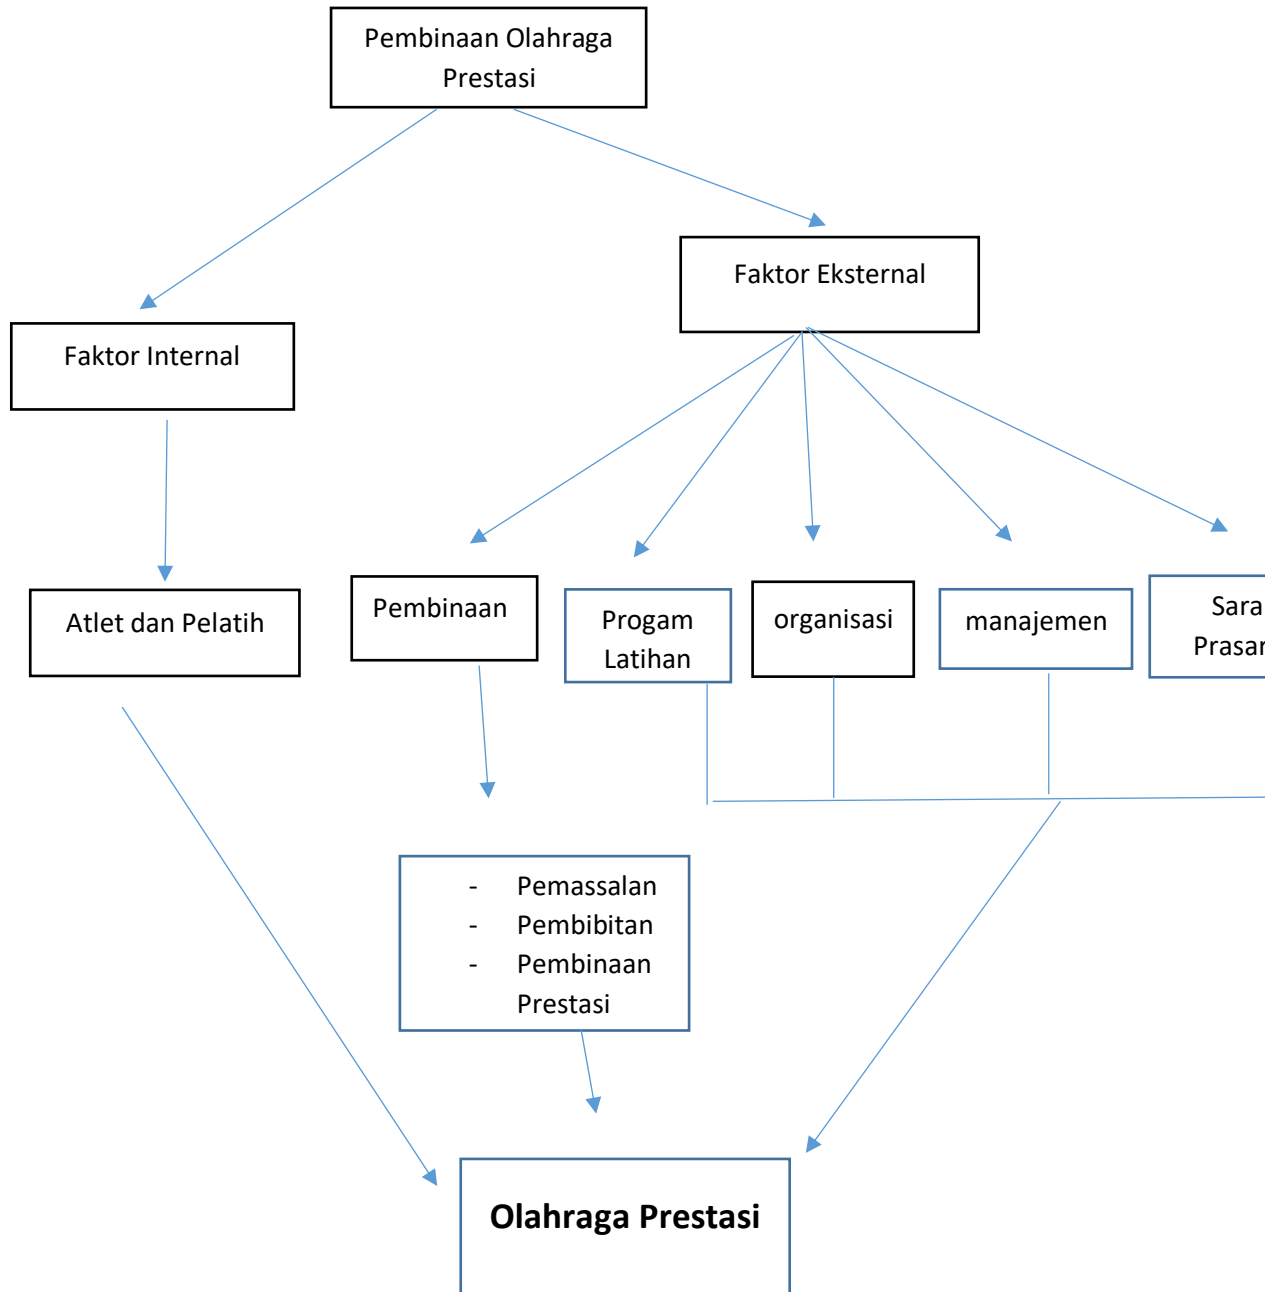 Pembinaan Olahraga
Prestasi
Faktor Eksternal
Faktor Internal
Atlet dan Pelatih
Pembinaan
Progam
Latihan
organisasi
manajemen
- Pemassalan
- Pembibitan
- Pembinaan
Prestasi
Olahraga Prestasi